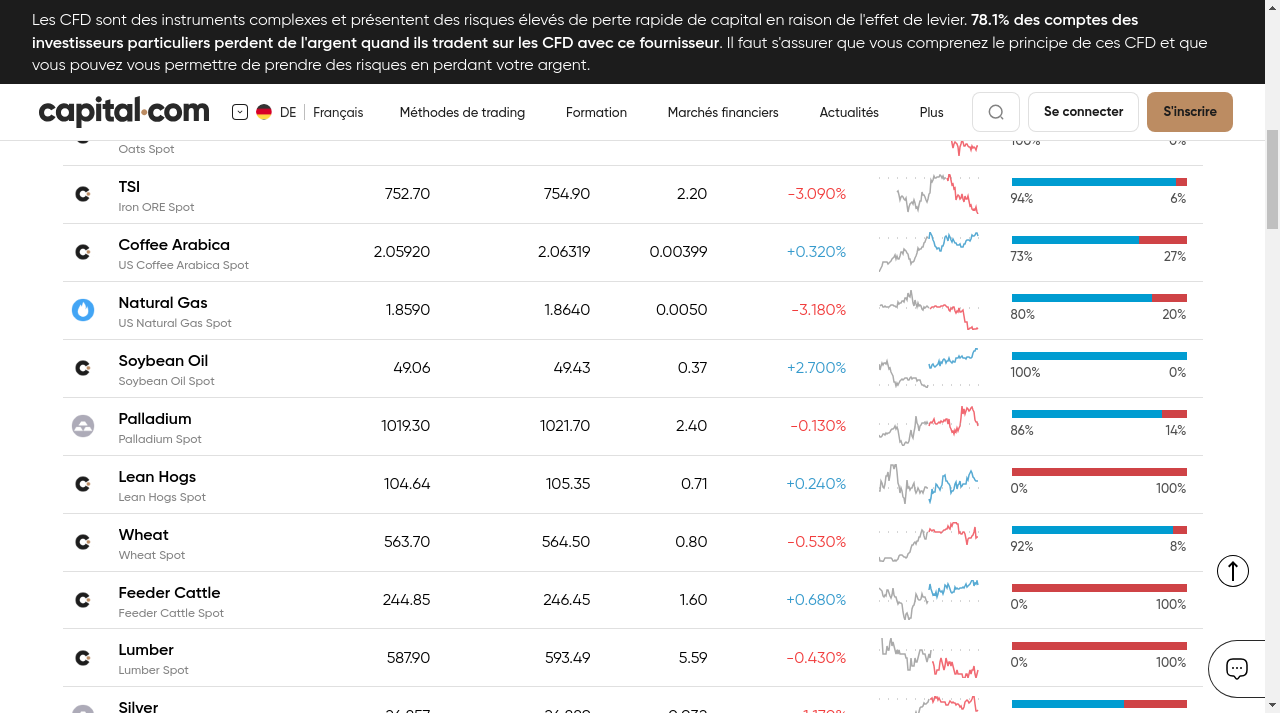 Les CFD sont des instruments complexes et présentent des risques élevés de perte rapide de capital en raison de l'effet de levier. 78.1% des comptes des
investisseurs particuliers perdent de l'argent quand ils tradent sur les CFD avec ce fournisseur. Il faut s'assurer que vous comprenez le principe de ces CFD et que
vous pouvez vous permettre de prendre des risques en perdant votre argent.
capital.com DE Français Méthodes de trading Formation Marchés financiers Actualités Plus Se connecter S'inscrire
Oats Spot 100% 0%
TSI 752.70 754.90 2.20 -3.090%
Iron ORE Spot 94% 6%
Coffee Arabica 2.05920 2.06319 0.00399 +0.320%
US Coffee Arabica Spot 73% 27%
Natural Gas 1.8590 1.8640 0.0050 -3.180%
US Natural Gas Spot 80% 20%
Soybean Oil 49.06 49.43 0.37 +2.700%
Soybean Oil Spot 100% 0%
Palladium 1019.30 1021.70 2.40 -0.130%
Palladium Spot 86% 14%
Lean Hogs 104.64 105.35 0.71 +0.240%
Lean Hogs Spot 0% 100%
Wheat 563.70 564.50 0.80 -0.530%
Wheat Spot 92% 8%
Feeder Cattle 244.85 246.45 1.60 +0.680%
Feeder Cattle Spot 0% 100%
Lumber 587.90 593.49 5.59 -0.430%
Lumber Spot 0% 100%
Silver